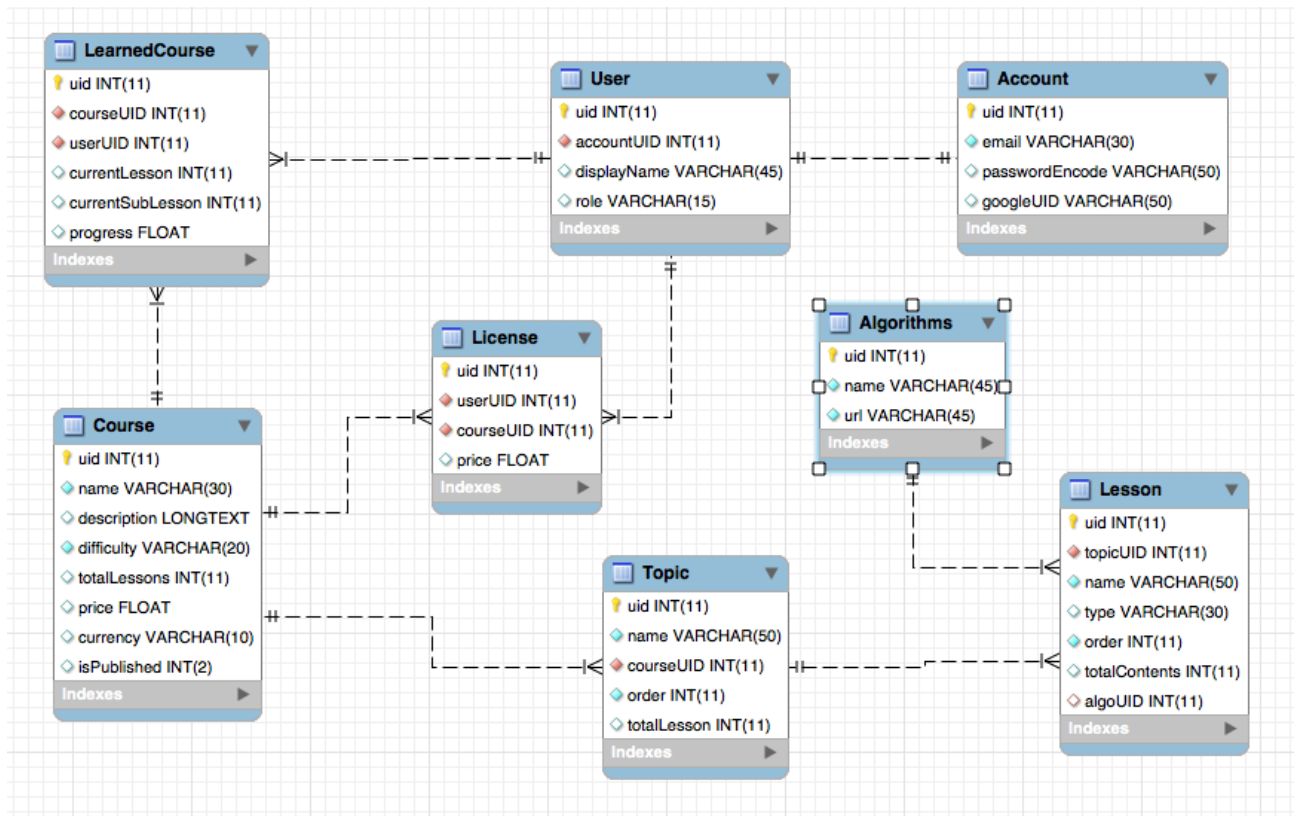 LearnedCourse
uid INT(11)
courseUID INT(11)
userUID INT(11)
currentLesson INT(11)
currentSubLesson INT(11)
progress FLOAT
Indexes
User
uid INT(11)
accountUID INT(11)
displayName VARCHAR(45)
role VARCHAR(15)
Indexes
Account
uid INT(11)
email VARCHAR(30)
passwordEncode VARCHAR(50)
googleUID VARCHAR(50)
Indexes
License
uid INT(11)
userUID INT(11)
courseUID INT(11)
price FLOAT
Indexes
Algorithms
uid INT(11)
name VARCHAR(45)
url VARCHAR(45)
Indexes
Course
uid INT(11)
name VARCHAR(30)
description LONGTEXT
difficulty VARCHAR(20)
totalLessons INT(11)
price FLOAT
currency VARCHAR(10)
isPublished INT(2)
Indexes
Topic
uid INT(11)
name VARCHAR(50)
courseUID INT(11)
order INT(11)
totalLesson INT(11)
Indexes
Lesson
uid INT(11)
topicUID INT(11)
name VARCHAR(50)
type VARCHAR(30)
order INT(11)
totalContents INT(11)
algoUID INT(11)
Indexes